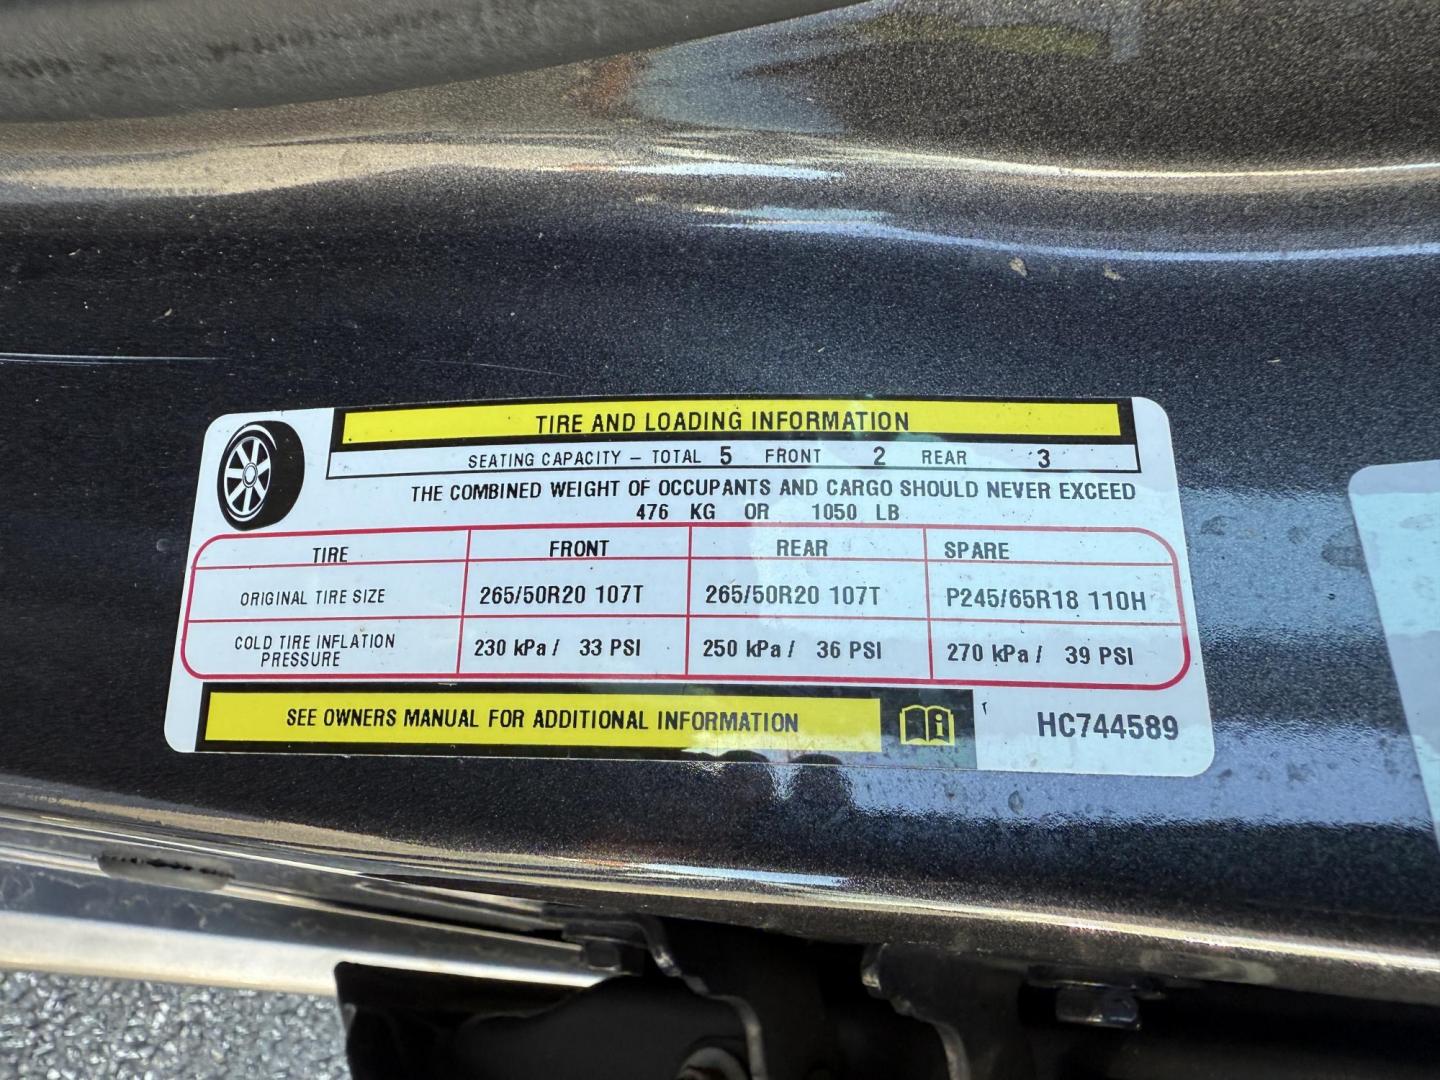 TIRE AND LOADING INFORMATION
SEATING CAPACITY – TOTAL 5 FRONT 2 REAR 3
THE COMBINED WEIGHT OF OCCUPANTS AND CARGO SHOULD NEVER EXCEED
476 KG OR 1050 LB
TIRE FRONT REAR SPARE
ORIGINAL TIRE SIZE 265/50R20 107T 265/50R20 107T P245/65R18 110H
COLD TIRE INFLATION
PRESSURE 230 kPa / 33 PSI 250 kPa / 36 PSI 270 kPa / 39 PSI
SEE OWNERS MANUAL FOR ADDITIONAL INFORMATION i HC744589